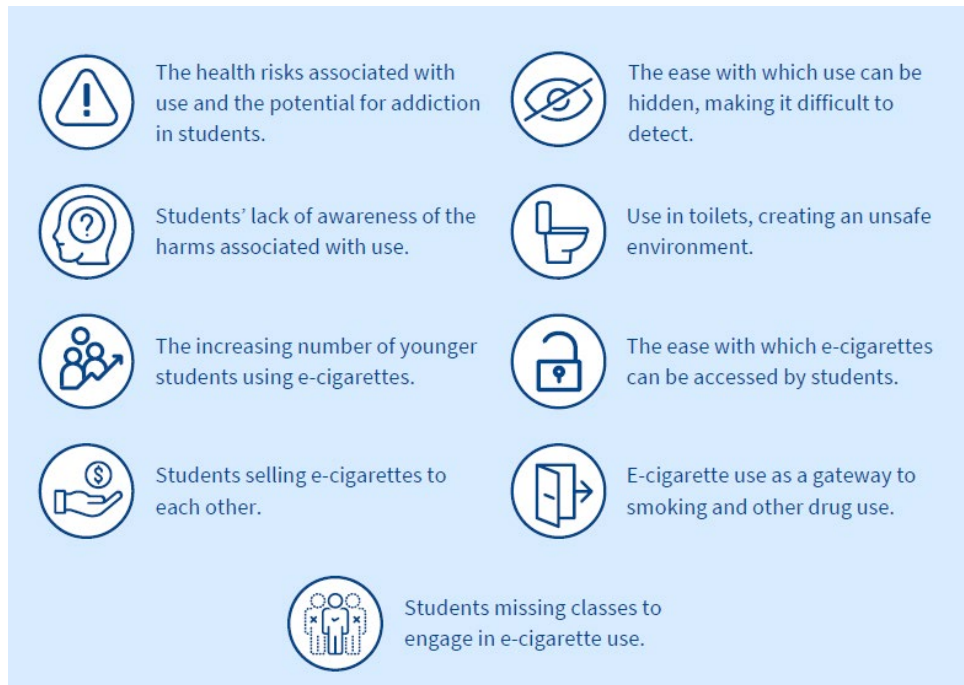 The health risks associated with
use and the potential for addiction
in students.
The ease with which use can be
hidden, making it difficult to
detect.
Students’ lack of awareness of the
harms associated with use.
Use in toilets, creating an unsafe
environment.
The increasing number of younger
students using e-cigarettes.
The ease with which e-cigarettes
can be accessed by students.
Students selling e-cigarettes to
each other.
E-cigarette use as a gateway to
smoking and other drug use.
Students missing classes to
engage in e-cigarette use.